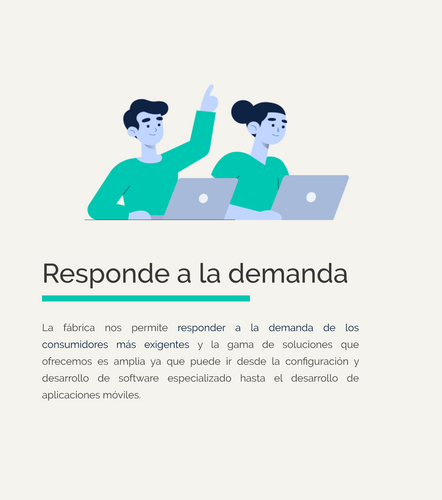 Responde a la demanda
La fábrica nos permite responder a la demanda de los
consumidores más exigentes y la gama de soluciones que
ofrecemos es amplia ya que puede ir desde la configuración y
desarrollo de software especializado hasta el desarrollo de
aplicaciones móviles.